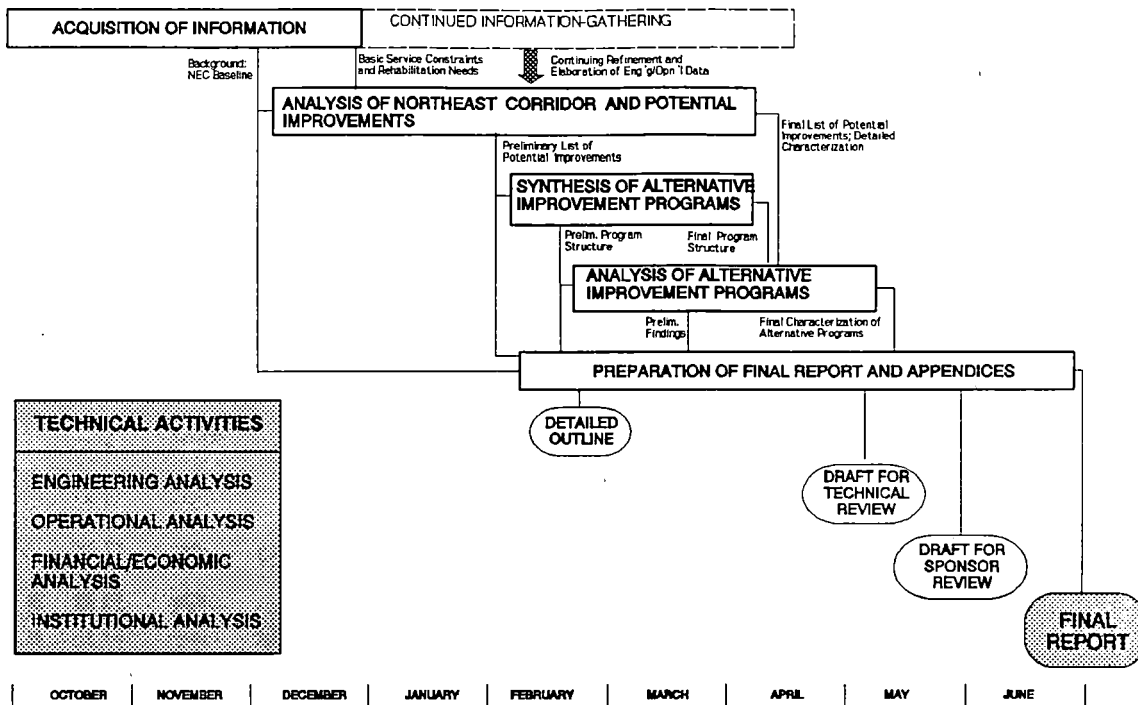 ACQUISITION OF INFORMATION
CONTINUED INFORMATION-GATHERING
Background:
NEC Baseline
Basic Service Constraints
and Rehabilitation Needs
Continuing Refinement and
Elaboration of Eng'g/Opn'l Data
ANALYSIS OF NORTHEAST CORRIDOR AND POTENTIAL
IMPROVEMENTS
Final List of Potential
Improvements; Detailed
Characterization
Preliminary List of
Potential Improvements
SYNTHESIS OF ALTERNATIVE
IMPROVEMENT PROGRAMS
Prelim. Program
Structure
Final Program
Structure
ANALYSIS OF ALTERNATIVE
IMPROVEMENT PROGRAMS
Prelim.
Findings
Final Characterization of
Alternative Programs
PREPARATION OF FINAL REPORT AND APPENDICES
TECHNICAL ACTIVITIES
ENGINEERING ANALYSIS
OPERATIONAL ANALYSIS
FINANCIAL/ECONOMIC
ANALYSIS
INSTITUTIONAL ANALYSIS
DETAILED
OUTLINE
DRAFT FOR
TECHNICAL
REVIEW
DRAFT FOR
SPONSOR
REVIEW
FINAL
REPORT
OCTOBER NOVEMBER DECEMBER JANUARY FEBRUARY MARCH APRIL MAY JUNE